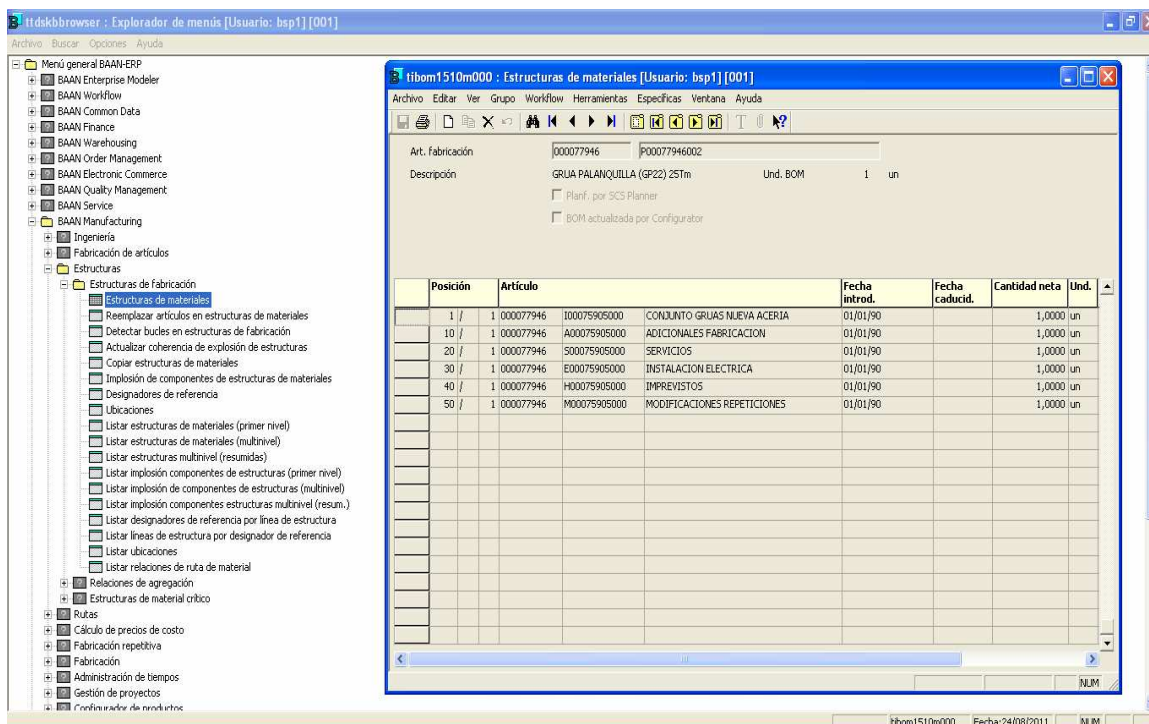 ttdskbbrowser : Explorador de menús [Usuario: bsp1] [001]
Archivo Buscar Opciones Ayuda
Menú general BAAN-ERP
BAAN Enterprise Modeler
BAAN Workflow
BAAN Common Data
BAAN Finance
BAAN Warehousing
BAAN Order Management
BAAN Electronic Commerce
BAAN Quality Management
BAAN Service
BAAN Manufacturing
Ingeniería
Fabricación de artículos
Estructuras
Estructuras de fabricación
Estructuras de materiales
Reemplazar artículos en estructuras de materiales
Detectar bucles en estructuras de fabricación
Actualizar coherencia de explosión de estructuras
Copiar estructuras de materiales
Implosión de componentes de estructuras de materiales
Designadores de referencia
Ubicaciones
Listar estructuras de materiales (primer nivel)
Listar estructuras de materiales (multinivel)
Listar estructuras multinivel (resumidas)
Listar implosión componentes de estructuras (primer nivel)
Listar implosión de componentes de estructuras (multinivel)
Listar implosión componentes estructuras multinivel (resum.)
Listar designadores de referencia por línea de estructura
Listar líneas de estructura por designador de referencia
Listar ubicaciones
Listar relaciones de ruta de material
Relaciones de agregación
Estructuras de material crítico
Rutas
Cálculo de precios de costo
Fabricación repetitiva
Fabricación
Administración de tiempos
Gestión de proyectos
Configurador de productos
tibom1510m000 : Estructuras de materiales [Usuario: bsp1] [001]
Archivo Editar Ver Grupo Workflow Herramientas Específicas Ventana Ayuda
Art. fabricación 000077946 P00077946002
Descripción GRUA PALANQUILLA (GP22) 25Tm Und. BOM 1 un
Planf. por SCS Planner
BOM actualizada por Configurator
Posición Artículo Fecha introd. Fecha caducid. Cantidad neta Und.
1 / 1 000077946 I00075905000 CONJUNTO GRUAS NUEVA ACERIA 01/01/90 1,0000 un
10 / 1 000077946 A00075905000 ADICIONALES FABRICACION 01/01/90 1,0000 un
20 / 1 000077946 S00075905000 SERVICIOS 01/01/90 1,0000 un
30 / 1 000077946 E00075905000 INSTALACION ELECTRICA 01/01/90 1,0000 un
40 / 1 000077946 H00075905000 IMPREVISTOS 01/01/90 1,0000 un
50 / 1 000077946 M00075905000 MODIFICACIONES REPETICIONES 01/01/90 1,0000 un
NUM
tibom1510m000 Fecha:24/08/2011 NUM